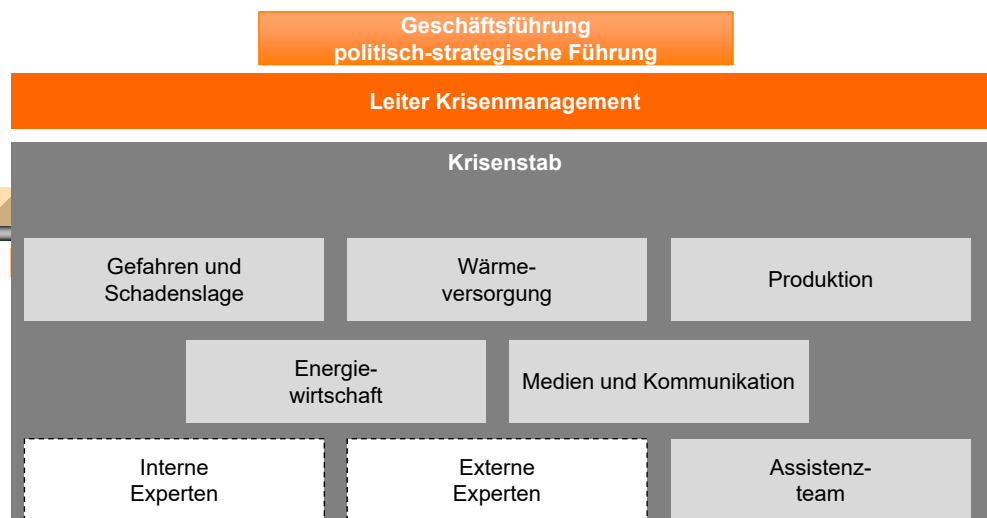 Geschäftsführung
politisch-strategische Führung
Leiter Krisenmanagement
Krisenstab
Gefahren und
Schadenslage
Wärme-
versorgung
Produktion
Energie-
wirtschaft
Medien und Kommunikation
Interne
Experten
Externe
Experten
Assistenz-
team